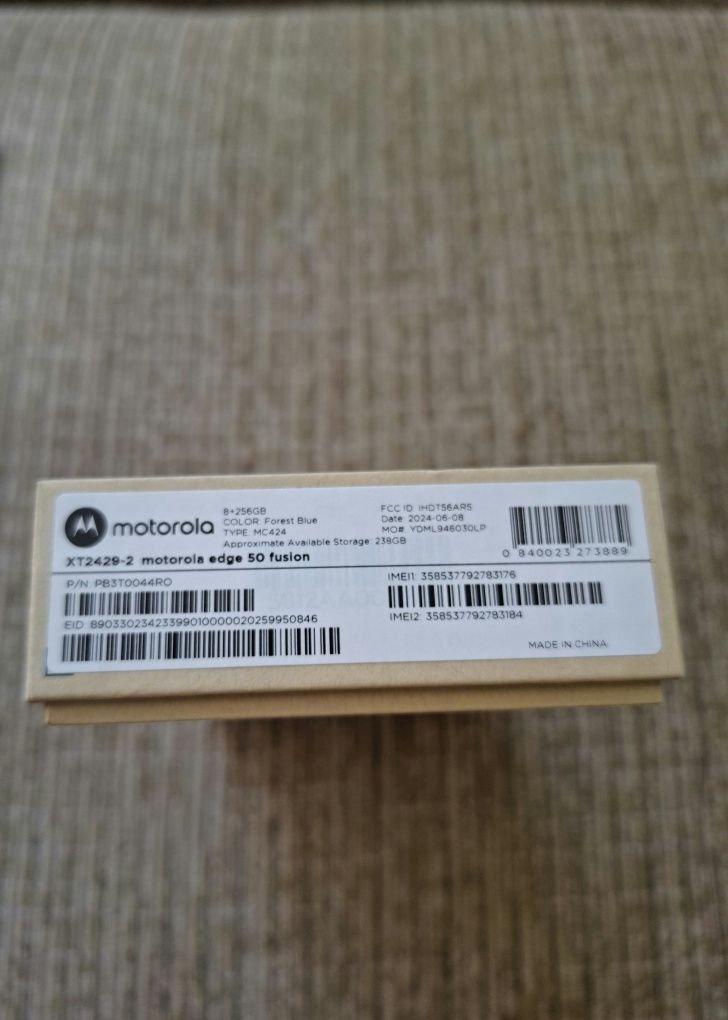 motorola
8+256GB
COLOR: Forest Blue
TYPE: MC424
Approximate Available Storage: 238GB
FCC ID: IHDT56AR5
Date: 2024-06-08
MO# YDML946030LP
0 840023 273889
XT2429-2 motorola edge 50 fusion
P/N: PB3T0044RO
EID: 89033023423399010000020259950846
IMEI1: 358537792783176
IMEI2: 358537792783184
MADE IN CHINA